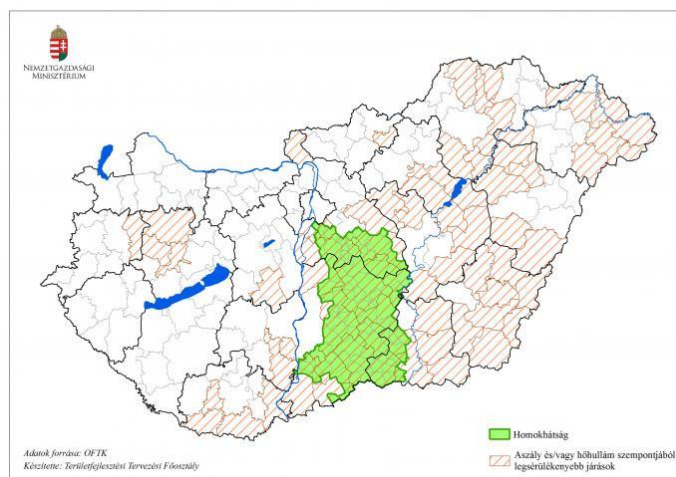 NEMZETGAZDASÁGI
MINISZTÉRIUM
Homokhátság
Aszály és/vagy hőhullám szempontjából
legsérülékenyebb járások
Adatok forrása: OFTK
Készítette: Területfejlesztési Tervezési Főosztály